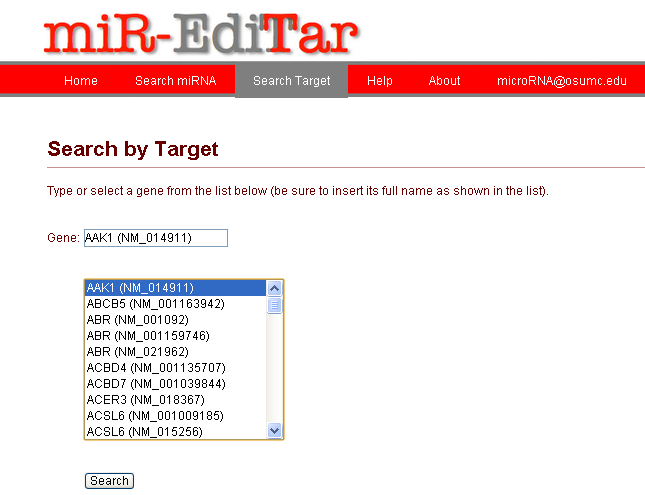 miR-EdiTar
Home Search miRNA Search Target Help About microRNA@osumc.edu
Search by Target
Type or select a gene from the list below (be sure to insert its full name as shown in the list).
Gene: AAK1 (NM_014911)
AAK1 (NM_014911)
ABCB5 (NM_001163942)
ABR (NM_001092)
ABR (NM_001159746)
ABR (NM_021962)
ACBD4 (NM_001135707)
ACBD7 (NM_001039844)
ACER3 (NM_018367)
ACSL6 (NM_001009185)
ACSL6 (NM_015256)
Search